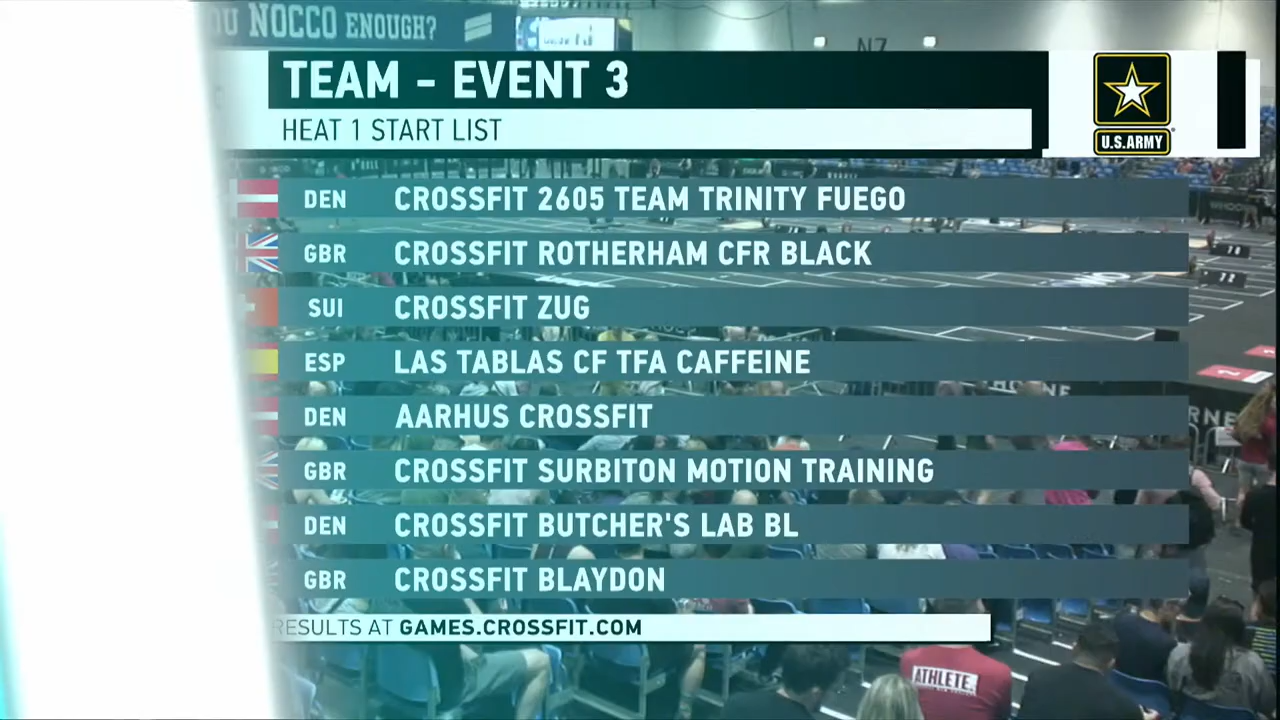 OU NOCCO ENOUGH?
TEAM - EVENT 3
HEAT 1 START LIST
U.S.ARMY
DEN CROSSFIT 2605 TEAM TRINITY FUEGO
GBR CROSSFIT ROTHERHAM CFR BLACK
SUI CROSSFIT ZUG
ESP LAS TABLAS CF TFA CAFFEINE
DEN AARHUS CROSSFIT
GBR CROSSFIT SURBITON MOTION TRAINING
DEN CROSSFIT BUTCHER'S LAB BL
GBR CROSSFIT BLAYDON
RESULTS AT GAMES.CROSSFIT.COM
ATHLETE.